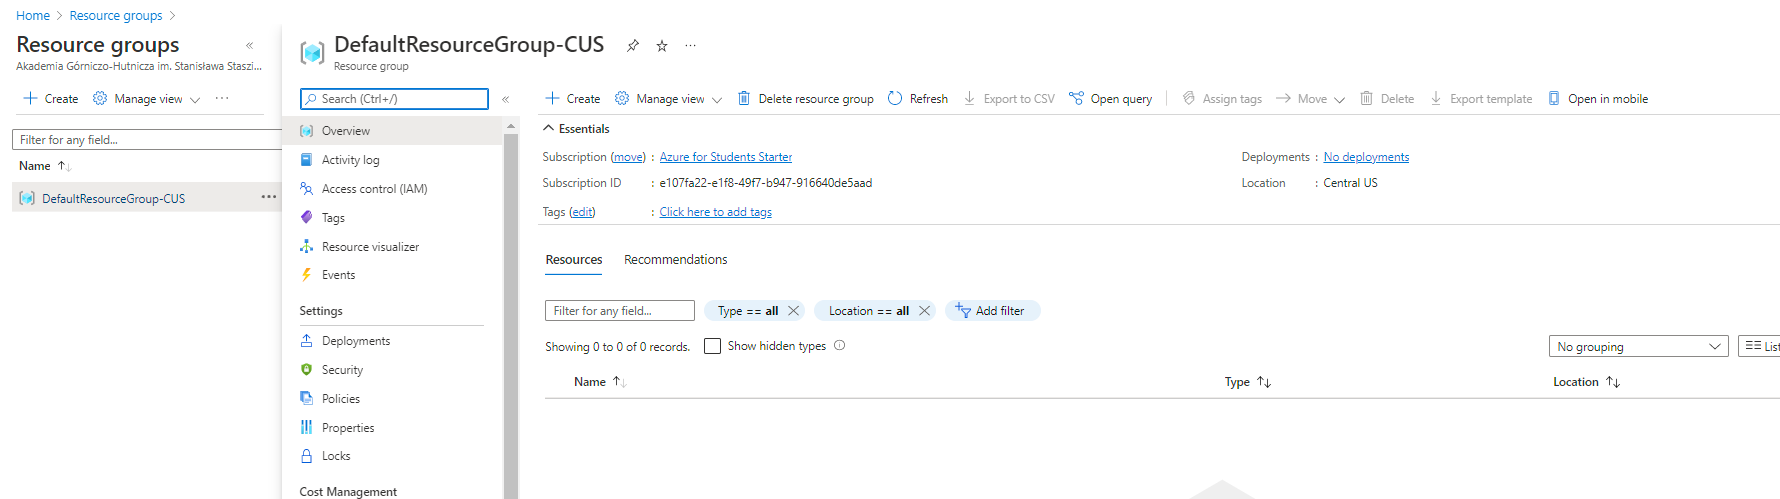 Home > Resource groups >
Resource groups «
Akademia Górniczo-Hutnicza im. Stanisława Staszi...
+ Create Manage view ...
Filter for any field...
Name ↑↓
DefaultResourceGroup-CUS ...
DefaultResourceGroup-CUS ...
Resource group
Search (Ctrl+/) «
Overview
Activity log
Access control (IAM)
Tags
Resource visualizer
Events
Settings
Deployments
Security
Policies
Properties
Locks
Cost Management
+ Create Manage view Delete resource group Refresh Export to CSV Open query Assign tags Move Delete Export template Open in mobile
Essentials
Subscription (move) : Azure for Students Starter
Subscription ID : e107fa22-e1f8-49f7-b947-916640de5aad
Tags (edit) : Click here to add tags
Deployments : No deployments
Location : Central US
Resources Recommendations
Filter for any field... Type == all Location == all Add filter
Showing 0 to 0 of 0 records. Show hidden types No grouping List
Name ↑↓ Type ↑↓ Location ↑↓